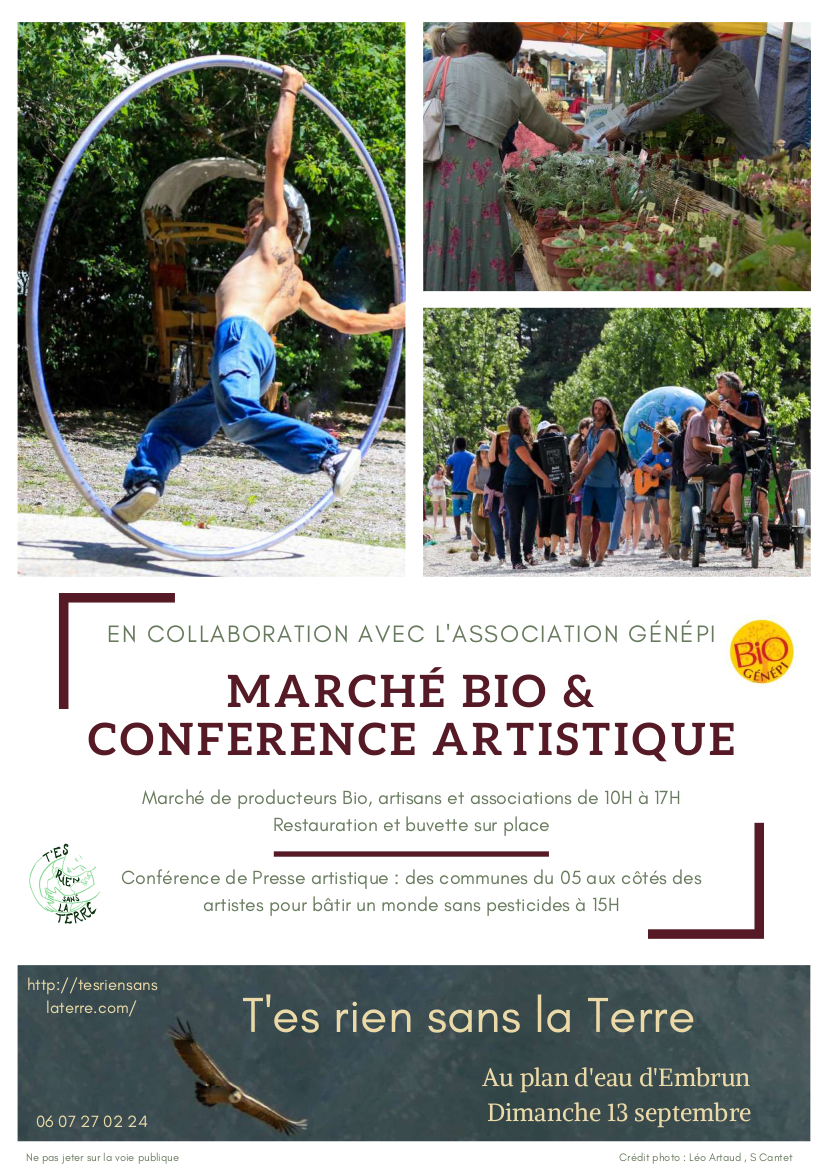 EN COLLABORATION AVEC L'ASSOCIATION GÉNÉPI
BiO
GÉNÉPI
MARCHÉ BIO &
CONFERENCE ARTISTIQUE
Marché de producteurs Bio, artisans et associations de 10H à 17H
Restauration et buvette sur place
T'ES
RIEN
SANS
LA
TERRE
Conférence de Presse artistique : des communes du 05 aux côtés des
artistes pour bâtir un monde sans pesticides à 15H
http://tesriensans
laterre.com/
T'es rien sans la Terre
Au plan d'eau d'Embrun
Dimanche 13 septembre
06 07 27 02 24
Ne pas jeter sur la voie publique
Crédit photo : Léo Artaud , S Cantet